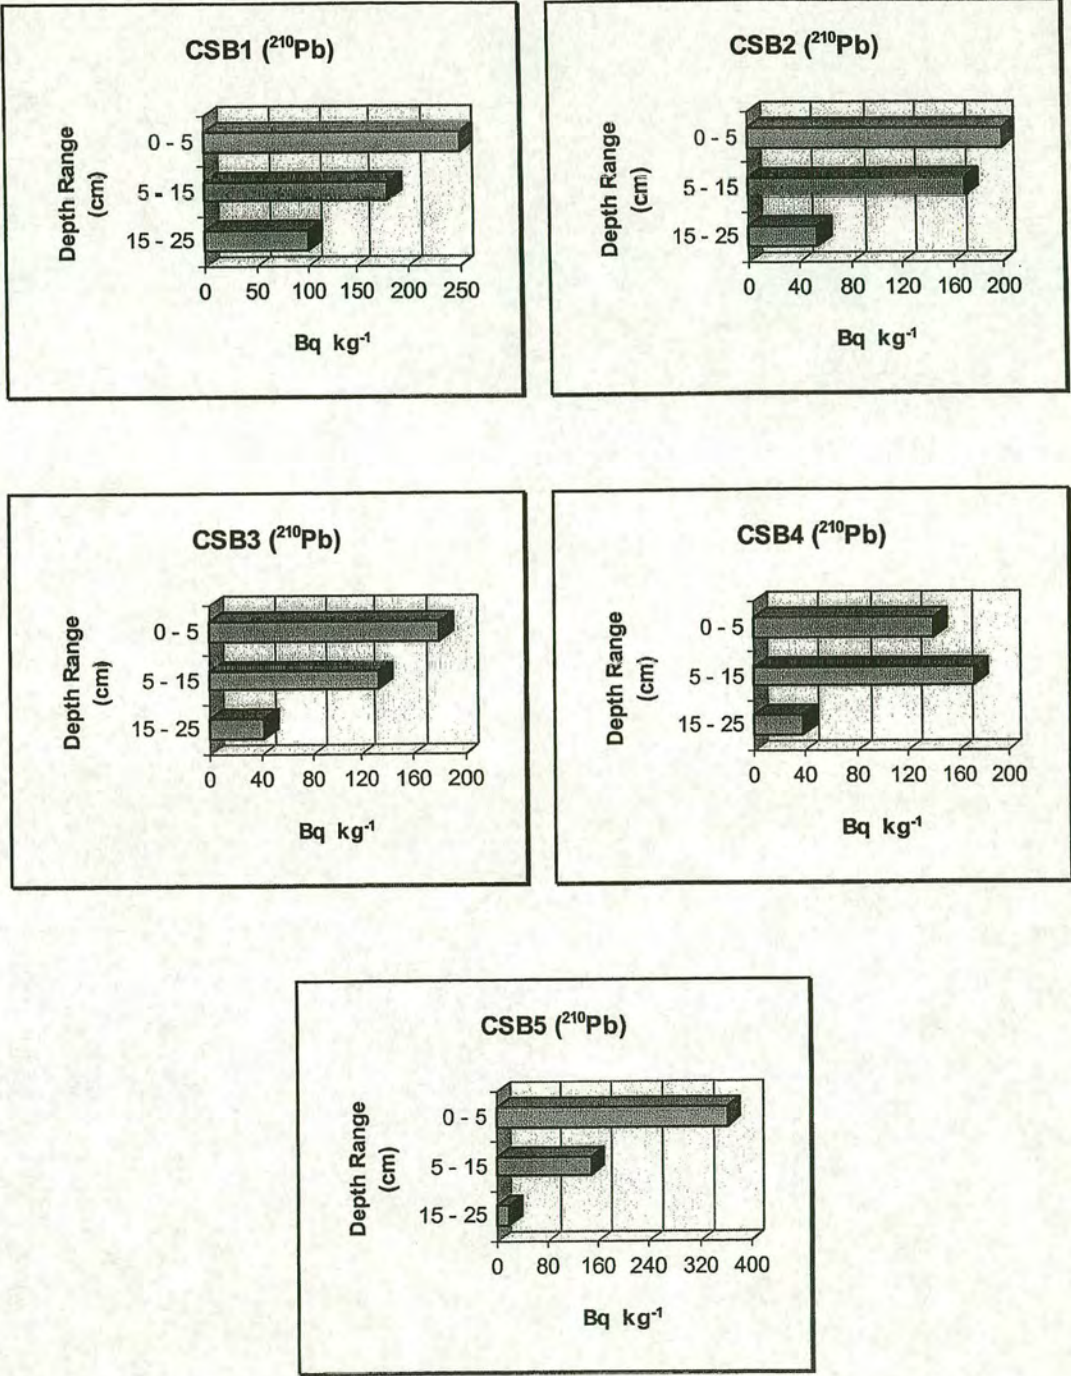 CSB1 (²¹⁰Pb)
Depth Range
(cm)
0 - 5
5 - 15
15 - 25
0 50 100 150 200 250
Bq kg⁻¹
CSB2 (²¹⁰Pb)
Depth Range
(cm)
0 - 5
5 - 15
15 - 25
0 40 80 120 160 200
Bq kg⁻¹
CSB3 (²¹⁰Pb)
Depth Range
(cm)
0 - 5
5 - 15
15 - 25
0 40 80 120 160 200
Bq kg⁻¹
CSB4 (²¹⁰Pb)
Depth Range
(cm)
0 - 5
5 - 15
15 - 25
0 40 80 120 160 200
Bq kg⁻¹
CSB5 (²¹⁰Pb)
Depth Range
(cm)
0 - 5
5 - 15
15 - 25
0 80 160 240 320 400
Bq kg⁻¹